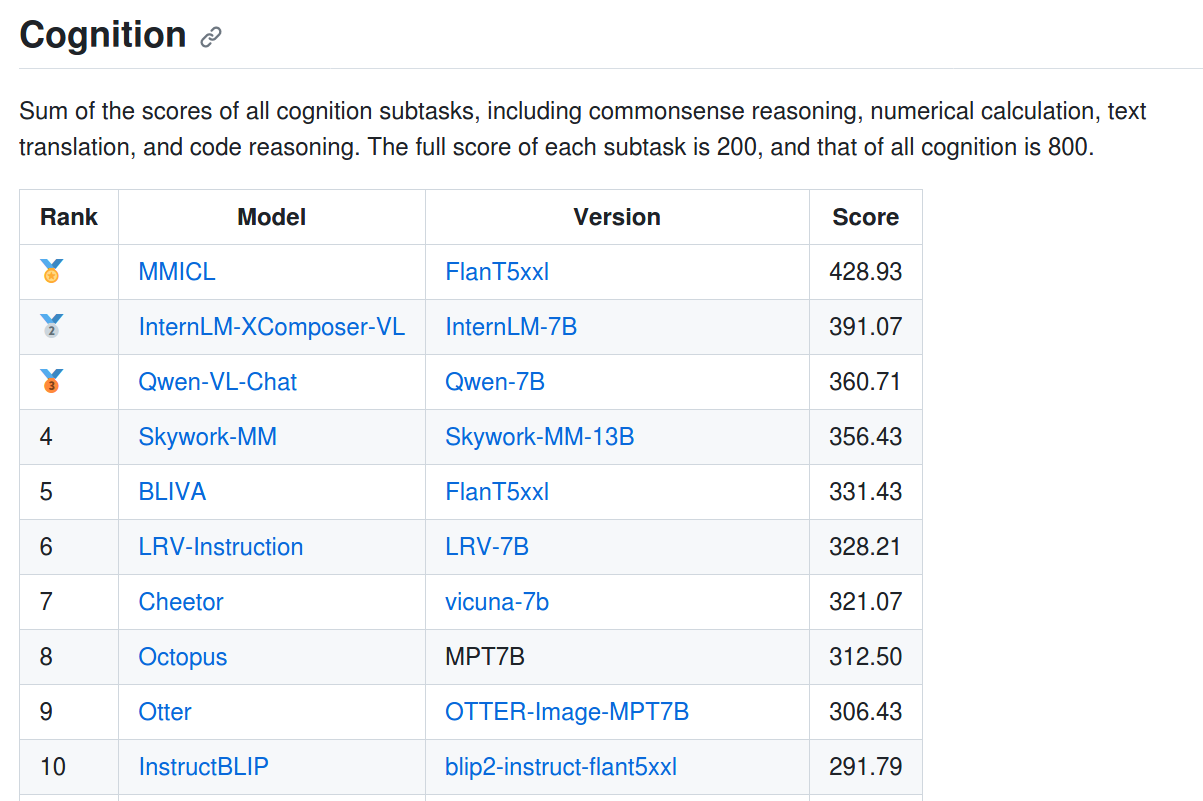 Cognition
Sum of the scores of all cognition subtasks, including commonsense reasoning, numerical calculation, text
translation, and code reasoning. The full score of each subtask is 200, and that of all cognition is 800.
Rank Model Version Score
🥇 MMICL FlanT5xxl 428.93
🥈 InternLM-XComposer-VL InternLM-7B 391.07
🥉 Qwen-VL-Chat Qwen-7B 360.71
4 Skywork-MM Skywork-MM-13B 356.43
5 BLIVA FlanT5xxl 331.43
6 LRV-Instruction LRV-7B 328.21
7 Cheetor vicuna-7b 321.07
8 Octopus MPT7B 312.50
9 Otter OTTER-Image-MPT7B 306.43
10 InstructBLIP blip2-instruct-flant5xxl 291.79